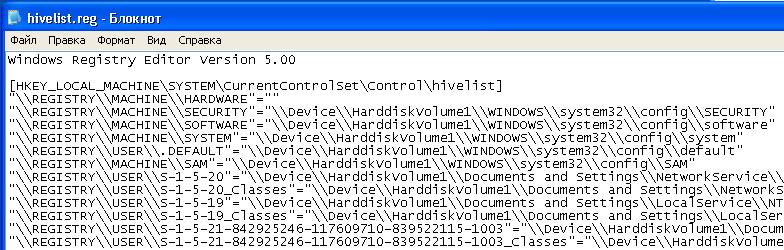 hivelist.reg - Блокнот
Файл Правка Формат Вид Справка
Windows Registry Editor Version 5.00
[HKEY_LOCAL_MACHINE\SYSTEM\CurrentControlSet\Control\hivelist]
"\\REGISTRY\\MACHINE\\HARDWARE"=""
"\\REGISTRY\\MACHINE\\SECURITY"="\\Device\\HarddiskVolume1\\WINDOWS\\system32\\config\\SECURITY"
"\\REGISTRY\\MACHINE\\SOFTWARE"="\\Device\\HarddiskVolume1\\WINDOWS\\system32\\config\\software"
"\\REGISTRY\\MACHINE\\SYSTEM"="\\Device\\HarddiskVolume1\\WINDOWS\\system32\\config\\system"
"\\REGISTRY\\USER\\.DEFAULT"="\\Device\\HarddiskVolume1\\WINDOWS\\system32\\config\\default"
"\\REGISTRY\\MACHINE\\SAM"="\\Device\\HarddiskVolume1\\WINDOWS\\system32\\config\\SAM"
"\\REGISTRY\\USER\\S-1-5-20"="\\Device\\HarddiskVolume1\\Documents and Settings\\NetworkService\\
"\\REGISTRY\\USER\\S-1-5-20_Classes"="\\Device\\HarddiskVolume1\\Documents and Settings\\NetworkS
"\\REGISTRY\\USER\\S-1-5-19"="\\Device\\HarddiskVolume1\\Documents and Settings\\LocalService\\NT
"\\REGISTRY\\USER\\S-1-5-19_Classes"="\\Device\\HarddiskVolume1\\Documents and Settings\\LocalSer
"\\REGISTRY\\USER\\S-1-5-21-842925246-117609710-839522115-1003"="\\Device\\HarddiskVolume1\\Docum
"\\REGISTRY\\USER\\S-1-5-21-842925246-117609710-839522115-1003_Classes"="\\Device\\HarddiskVolume